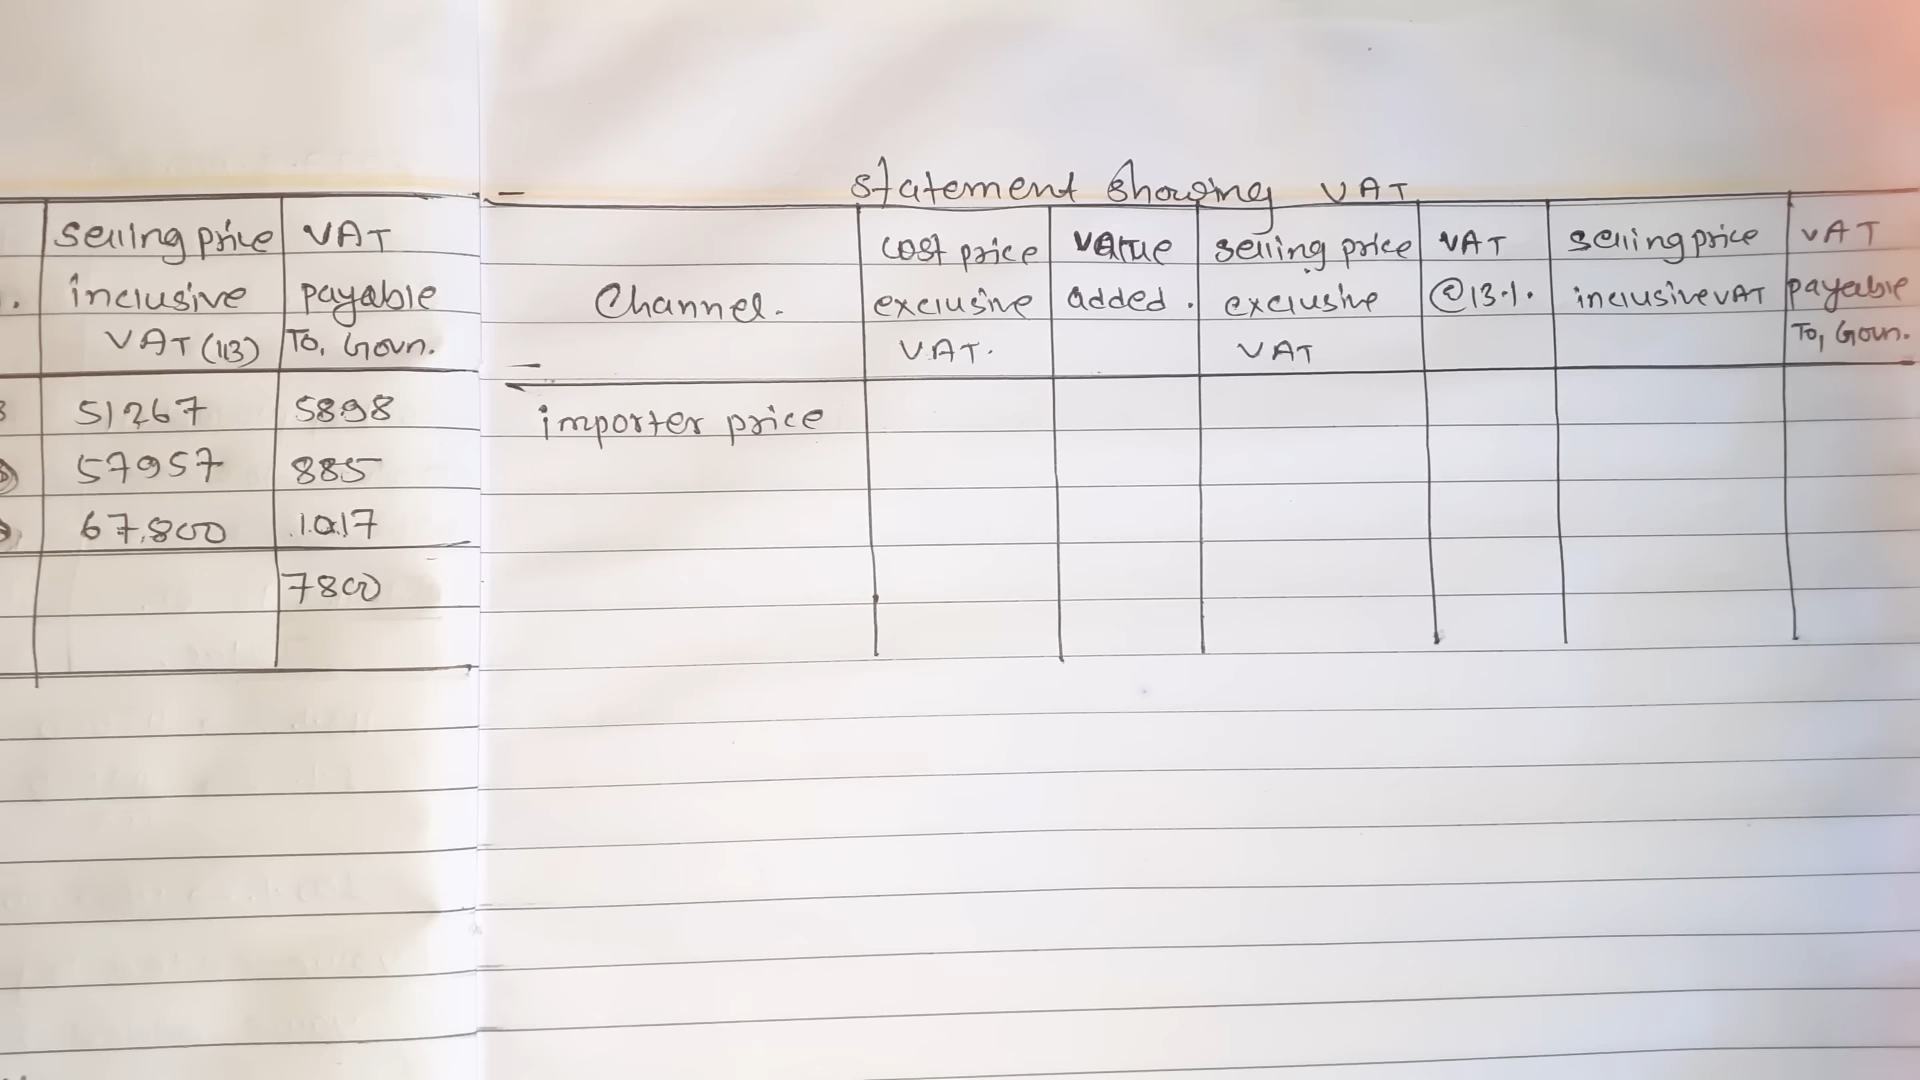 selling price VAT
. inclusive payable
VAT (113) To, Govn.
51267 5898
57957 885
67,800 1017
7800
statement showing VAT
cost price value selling price VAT selling price VAT
Channel. exclusive added. exclusive @13%. inclusive VAT payable
VAT. VAT To, Govn.
importer price